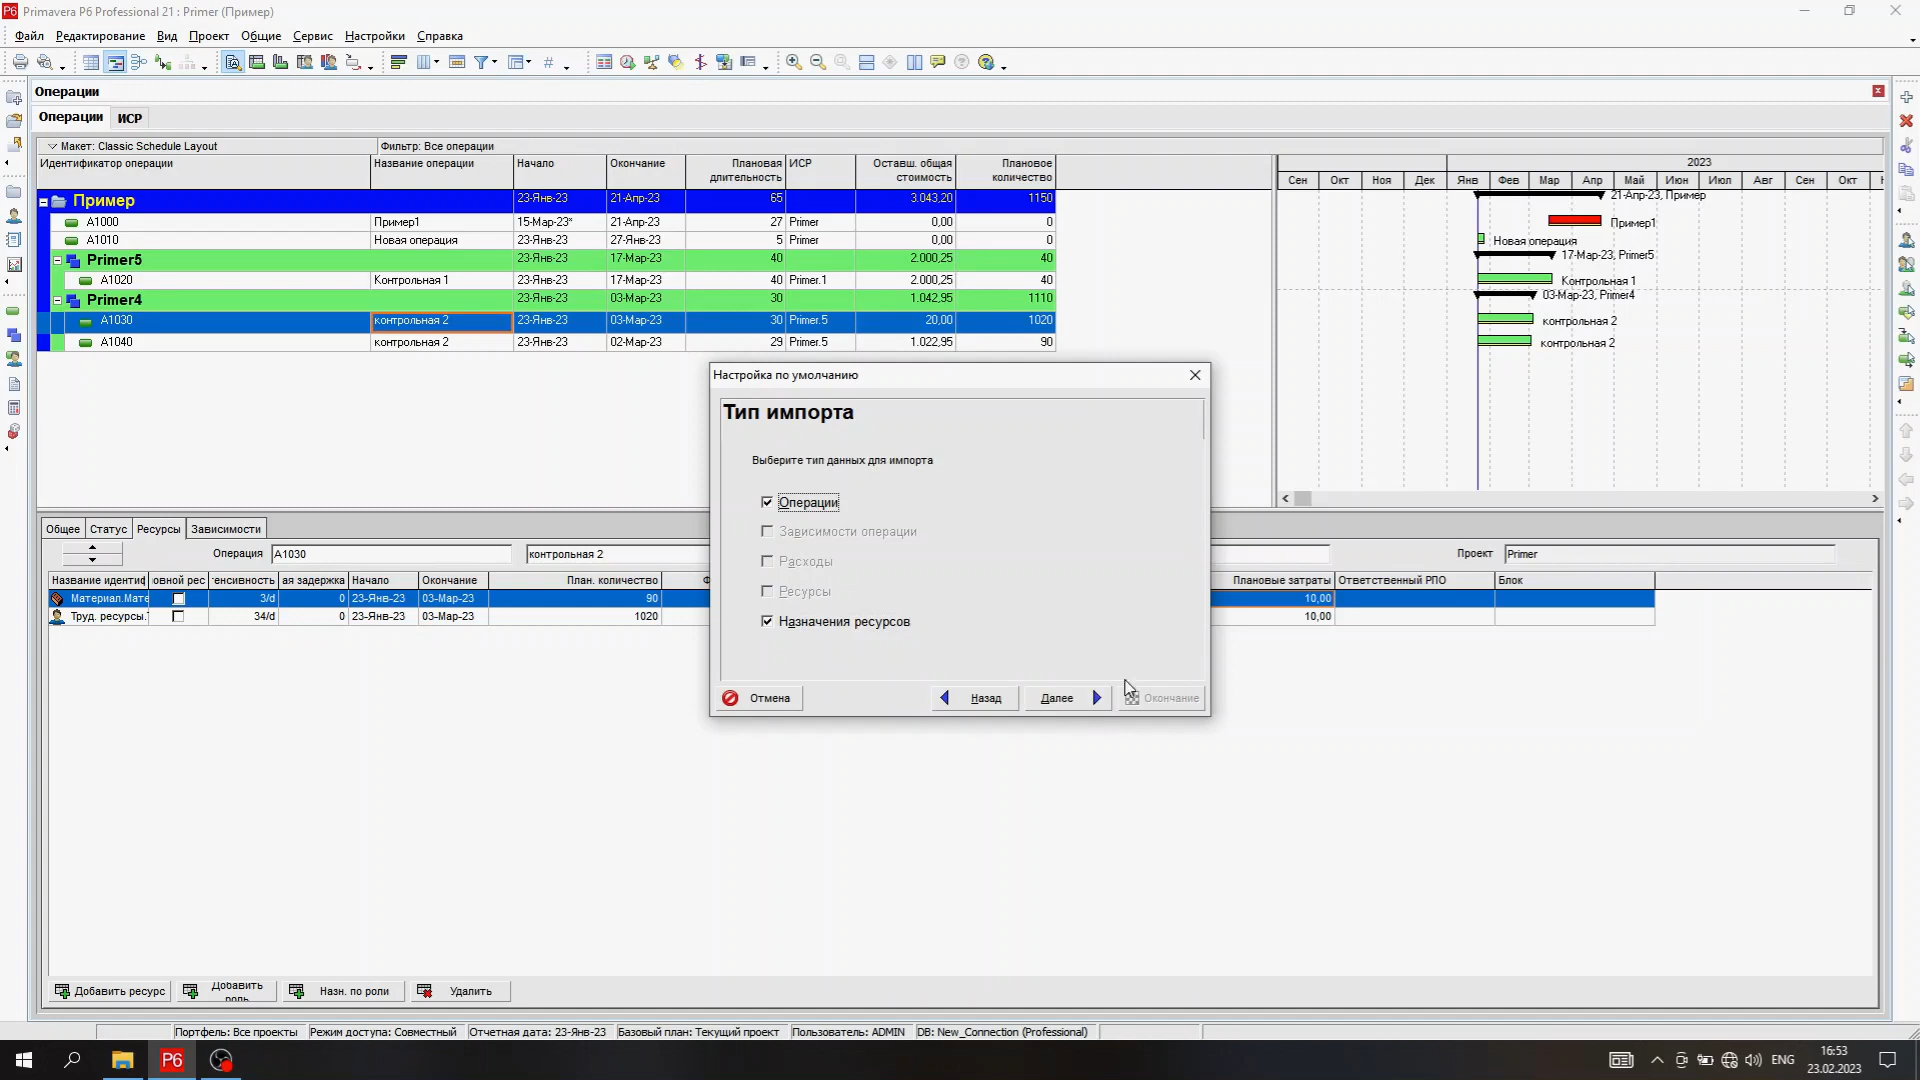 Primavera P6 Professional 21 : Primer (Пример)
Файл Редактирование Вид Проект Общие Сервис Настройки Справка
Операции
Операции ИСР
Макет: Classic Schedule Layout Фильтр: Все операции
Идентификатор операции Название операции Начало Окончание Плановая длительность ИСР Оставш. общая стоимость Плановое количество
2023
Сен Окт Ноя Дек Янв Фев Мар Апр Май Июн Июл Авг Сен Окт
Пример 23-Янв-23 21-Апр-23 65 3.043,20 1150
21-Апр-23, Пример
A1000 Пример1 15-Мар-23* 21-Апр-23 27 Primer 0,00 0
Пример1
A1010 Новая операция 23-Янв-23 27-Янв-23 5 Primer 0,00 0
Новая операция
Primer5 23-Янв-23 17-Мар-23 40 2.000,25 40
17-Мар-23, Primer5
A1020 Контрольная 1 23-Янв-23 17-Мар-23 40 Primer.1 2.000,25 40
Контрольная 1
Primer4 23-Янв-23 03-Мар-23 30 1.042,95 1110
03-Мар-23, Primer4
A1030 контрольная 2 23-Янв-23 03-Мар-23 30 Primer.5 20,00 1020
контрольная 2
A1040 контрольная 2 23-Янв-23 02-Мар-23 29 Primer.5 1.022,95 90
контрольная 2
Настройка по умолчанию
Тип импорта
Выберите тип данных для импорта
Операции
Зависимости операции
Расходы
Ресурсы
Назначения ресурсов
Отмена Назад Далее Окончание
Общее Статус Ресурсы Зависимости
Операция A1030 контрольная 2 Проект Primer
Название идентиф овной рес тенсивность ая задержка Начало Окончание План. количество Ф Плановые затраты Ответственный РПО Блок
Материал.Мате 3/d 0 23-Янв-23 03-Мар-23 90 10,00
Труд. ресурсы. 34/d 0 23-Янв-23 03-Мар-23 1020 10,00
Добавить ресурс Добавить роль Назн. по роли Удалить
Портфель: Все проекты Режим доступа: Совместный Отчетная дата: 23-Янв-23 Базовый план: Текущий проект Пользователь: ADMIN DB: New_Connection (Professional)
P6 ENG 16:53
23.02.2023